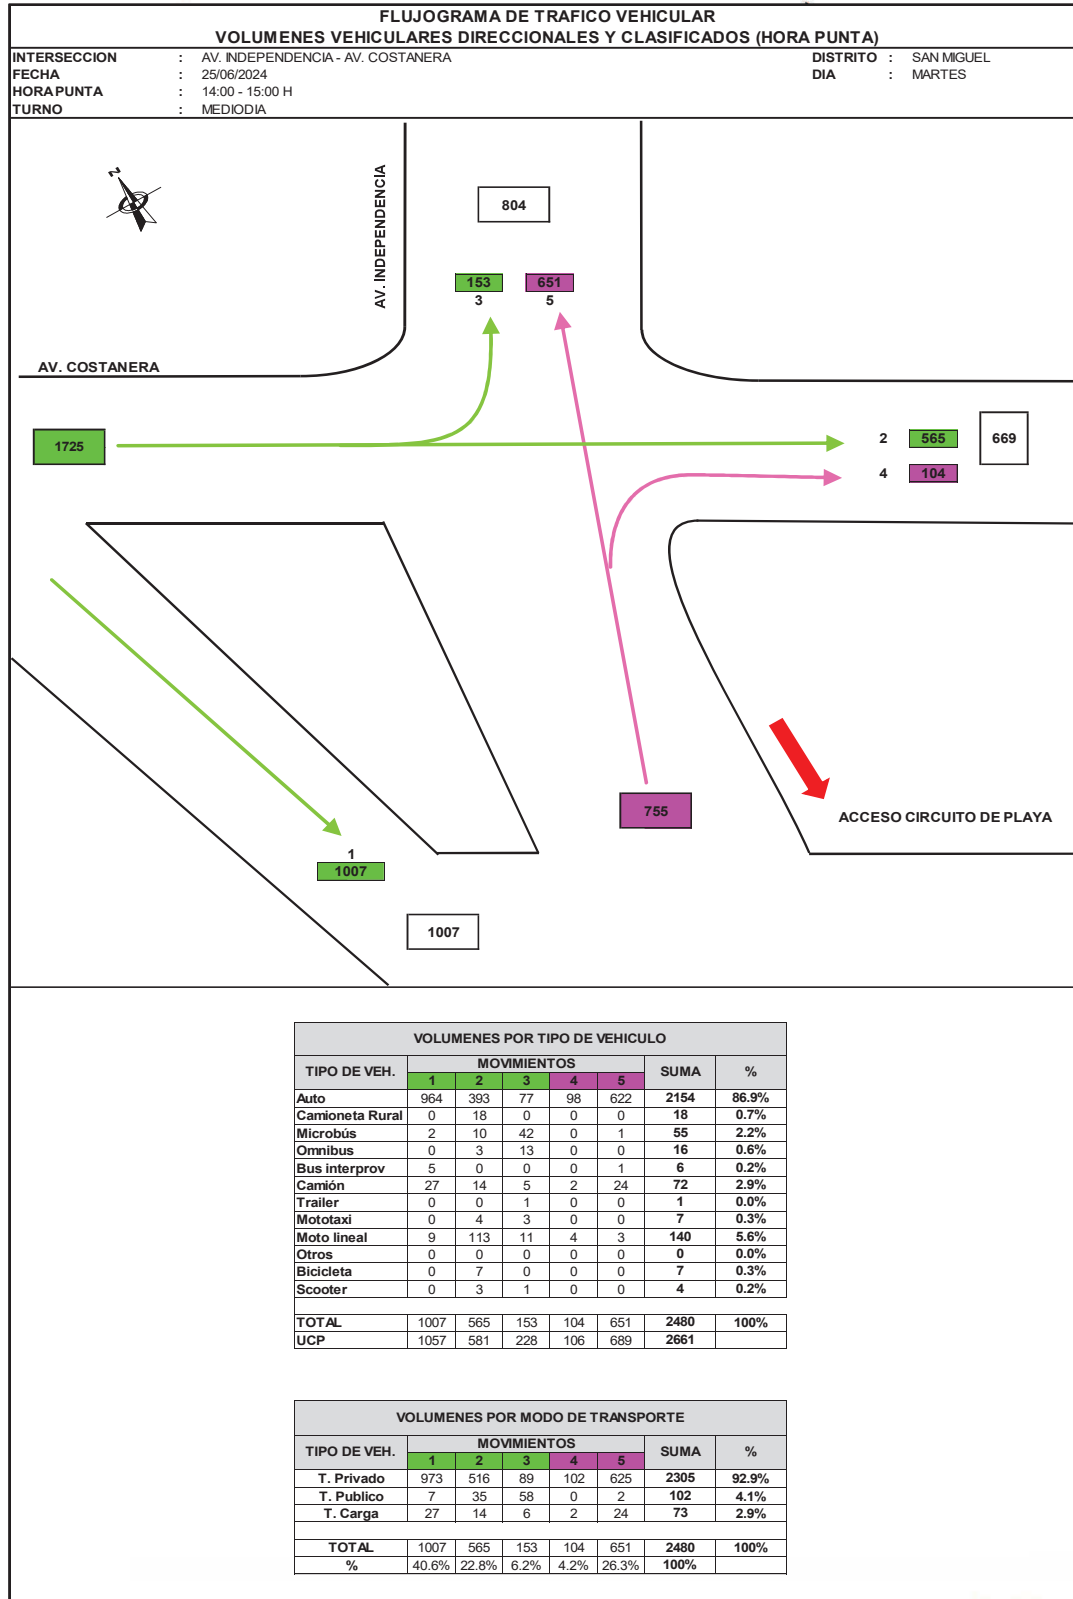 FLUJOGRAMA DE TRAFICO VEHICULAR
VOLUMENES VEHICULARES DIRECCIONALES Y CLASIFICADOS (HORA PUNTA)
INTERSECCION : AV. INDEPENDENCIA - AV. COSTANERA DISTRITO : SAN MIGUEL
FECHA : 25/06/2024 DIA : MARTES
HORA PUNTA : 14:00 - 15:00 H
TURNO : MEDIODIA
N
AV. INDEPENDENCIA
804
153 651
3 5
AV. COSTANERA
1725
2 565 669
4 104
755
ACCESO CIRCUITO DE PLAYA
1
1007
1007
VOLUMENES POR TIPO DE VEHICULO
TIPO DE VEH. MOVIMIENTOS SUMA %
1 2 3 4 5
Auto 964 393 77 98 622 2154 86.9%
Camioneta Rural 0 18 0 0 0 18 0.7%
Microbús 2 10 42 0 1 55 2.2%
Omnibus 0 3 13 0 0 16 0.6%
Bus interprov 5 0 0 0 1 6 0.2%
Camión 27 14 5 2 24 72 2.9%
Trailer 0 0 1 0 0 1 0.0%
Mototaxi 0 4 3 0 0 7 0.3%
Moto lineal 9 113 11 4 3 140 5.6%
Otros 0 0 0 0 0 0 0.0%
Bicicleta 0 7 0 0 0 7 0.3%
Scooter 0 3 1 0 0 4 0.2%
TOTAL 1007 565 153 104 651 2480 100%
UCP 1057 581 228 106 689 2661
VOLUMENES POR MODO DE TRANSPORTE
TIPO DE VEH. MOVIMIENTOS SUMA %
1 2 3 4 5
T. Privado 973 516 89 102 625 2305 92.9%
T. Publico 7 35 58 0 2 102 4.1%
T. Carga 27 14 6 2 24 73 2.9%
TOTAL 1007 565 153 104 651 2480 100%
% 40.6% 22.8% 6.2% 4.2% 26.3% 100%